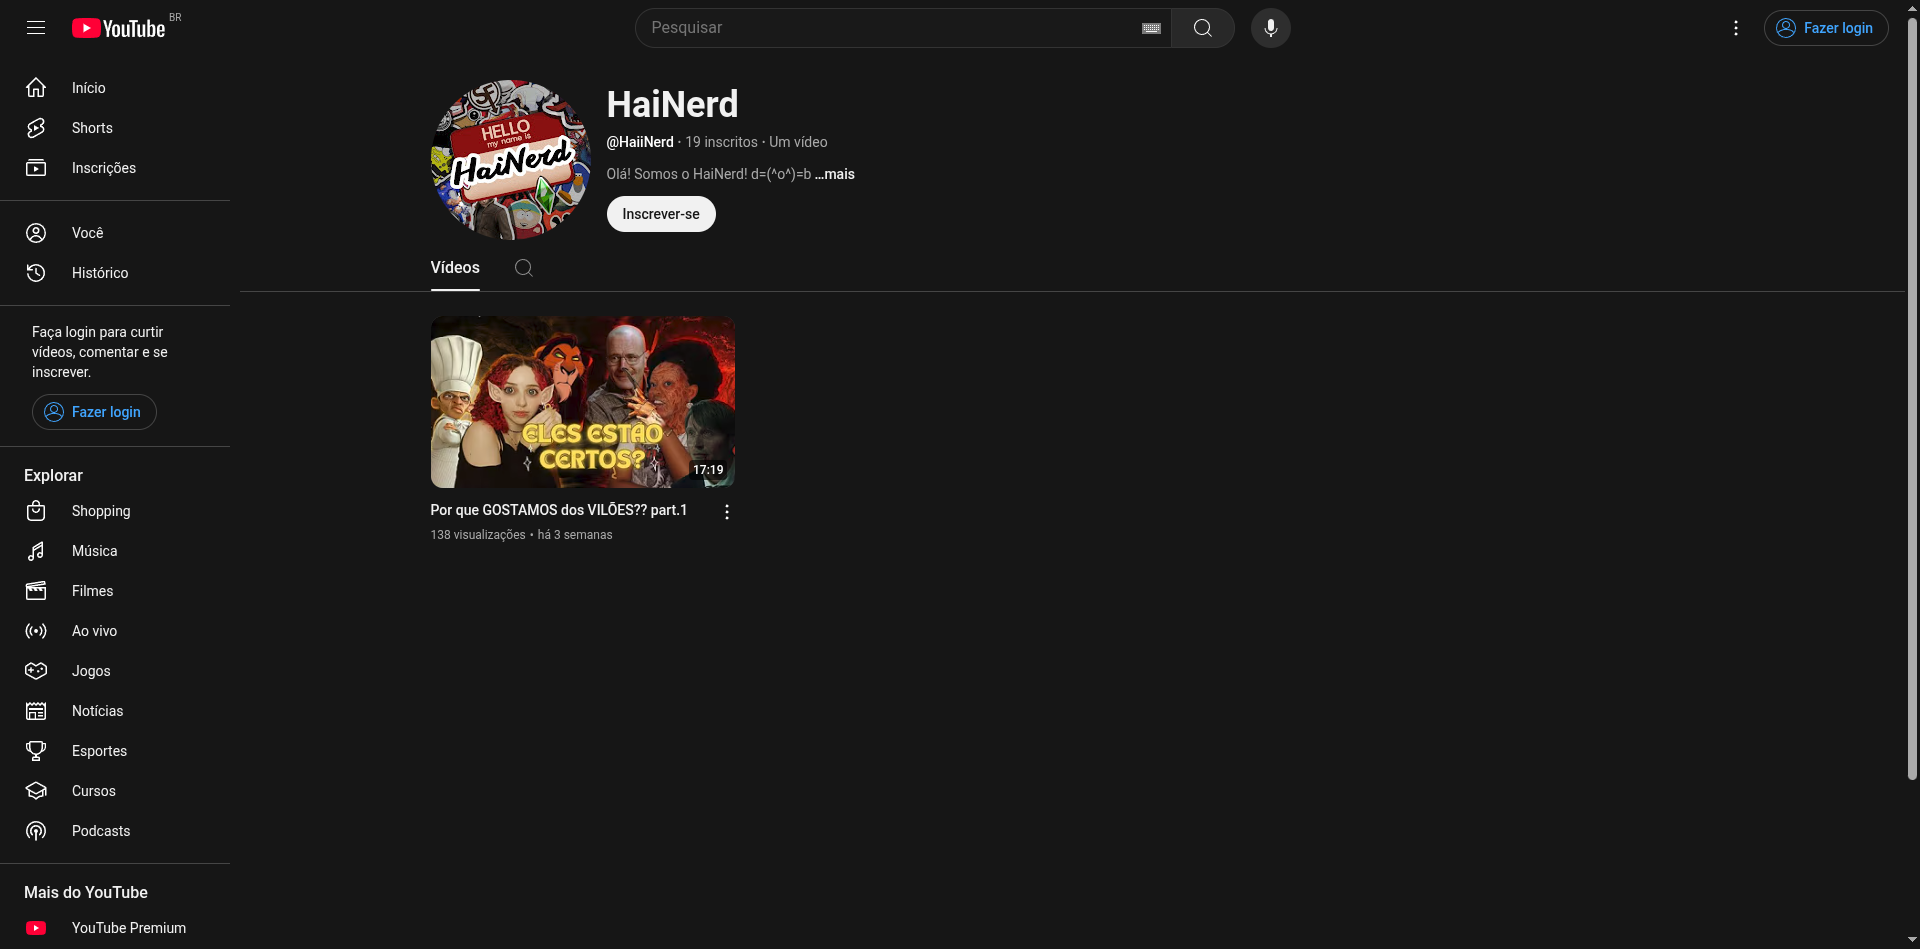 YouTube BR
Pesquisar
Fazer login
Início
Shorts
Inscrições
Você
Histórico
Faça login para curtir
vídeos, comentar e se
inscrever.
Fazer login
Explorar
Shopping
Música
Filmes
Ao vivo
Jogos
Notícias
Esportes
Cursos
Podcasts
Mais do YouTube
YouTube Premium
HELLO
my name is
HaiNerd
HaiNerd
@HaiiNerd · 19 inscritos · Um vídeo
Olá! Somos o HaiNerd! d=(^o^)=b ...mais
Inscrever-se
Vídeos
ELES ESTÃO
CERTOS?
17:19
Por que GOSTAMOS dos VILÕES?? part.1
138 visualizações • há 3 semanas